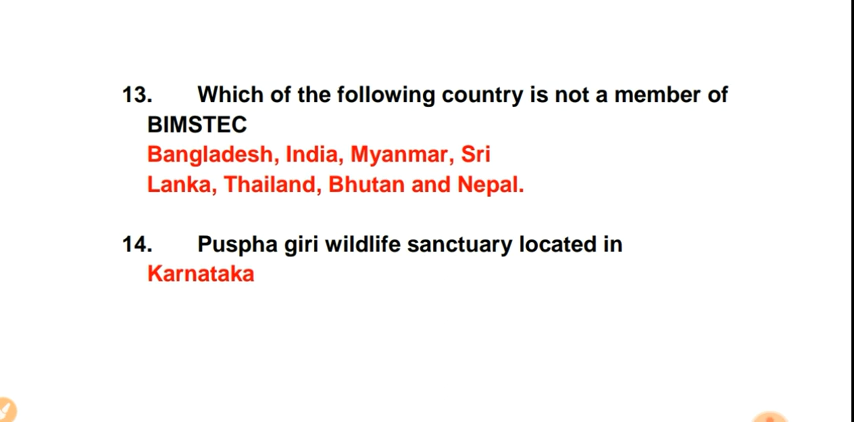 13. Which of the following country is not a member of
BIMSTEC
Bangladesh, India, Myanmar, Sri
Lanka, Thailand, Bhutan and Nepal.
14. Puspha giri wildlife sanctuary located in
Karnataka